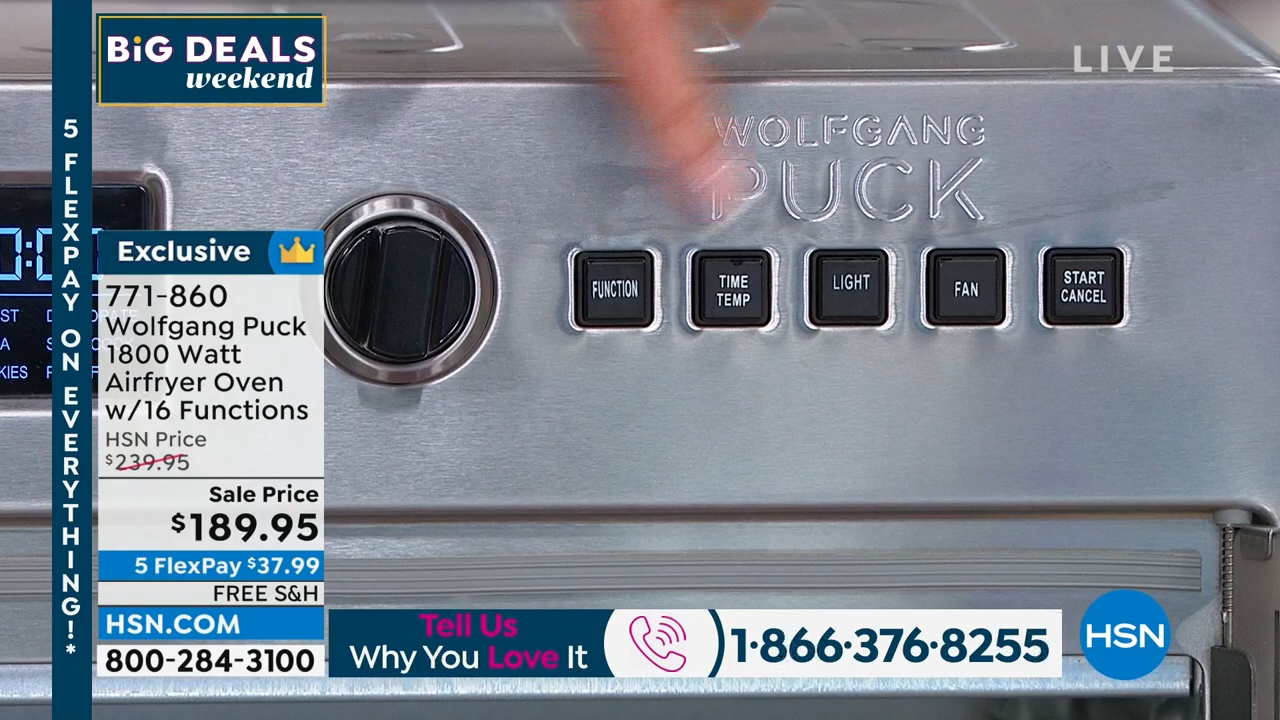 BiG DEALS
weekend
LIVE
5 FLEXPAY ON EVERYTHING!*
WOLFGANG
PUCK
FUNCTION
TIME
TEMP
LIGHT
FAN
START
CANCEL
Exclusive
771-860
Wolfgang Puck
1800 Watt
Airfryer Oven
w/16 Functions
HSN Price
$239.95
Sale Price
$189.95
5 FlexPay $37.99
FREE S&H
HSN.COM
800-284-3100
Tell Us
Why You Love It
1·866·376·8255
HSN